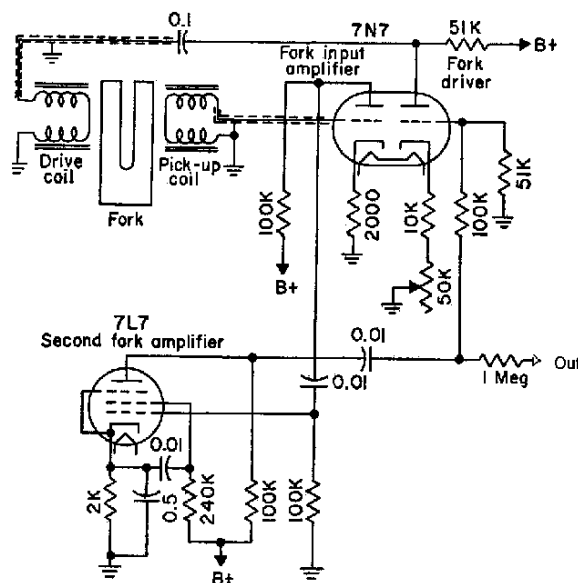 0.1
7N7
51K
B+
Fork input
amplifier
Fork
driver
Drive
coil
Pick-up
coil
Fork
100K
2000
10K
100K
51K
B+
50K
7L7
Second fork amplifier
0.01
0.01
1 Meg
Out
0.01
2K
0.5
240K
100K
100K
B+